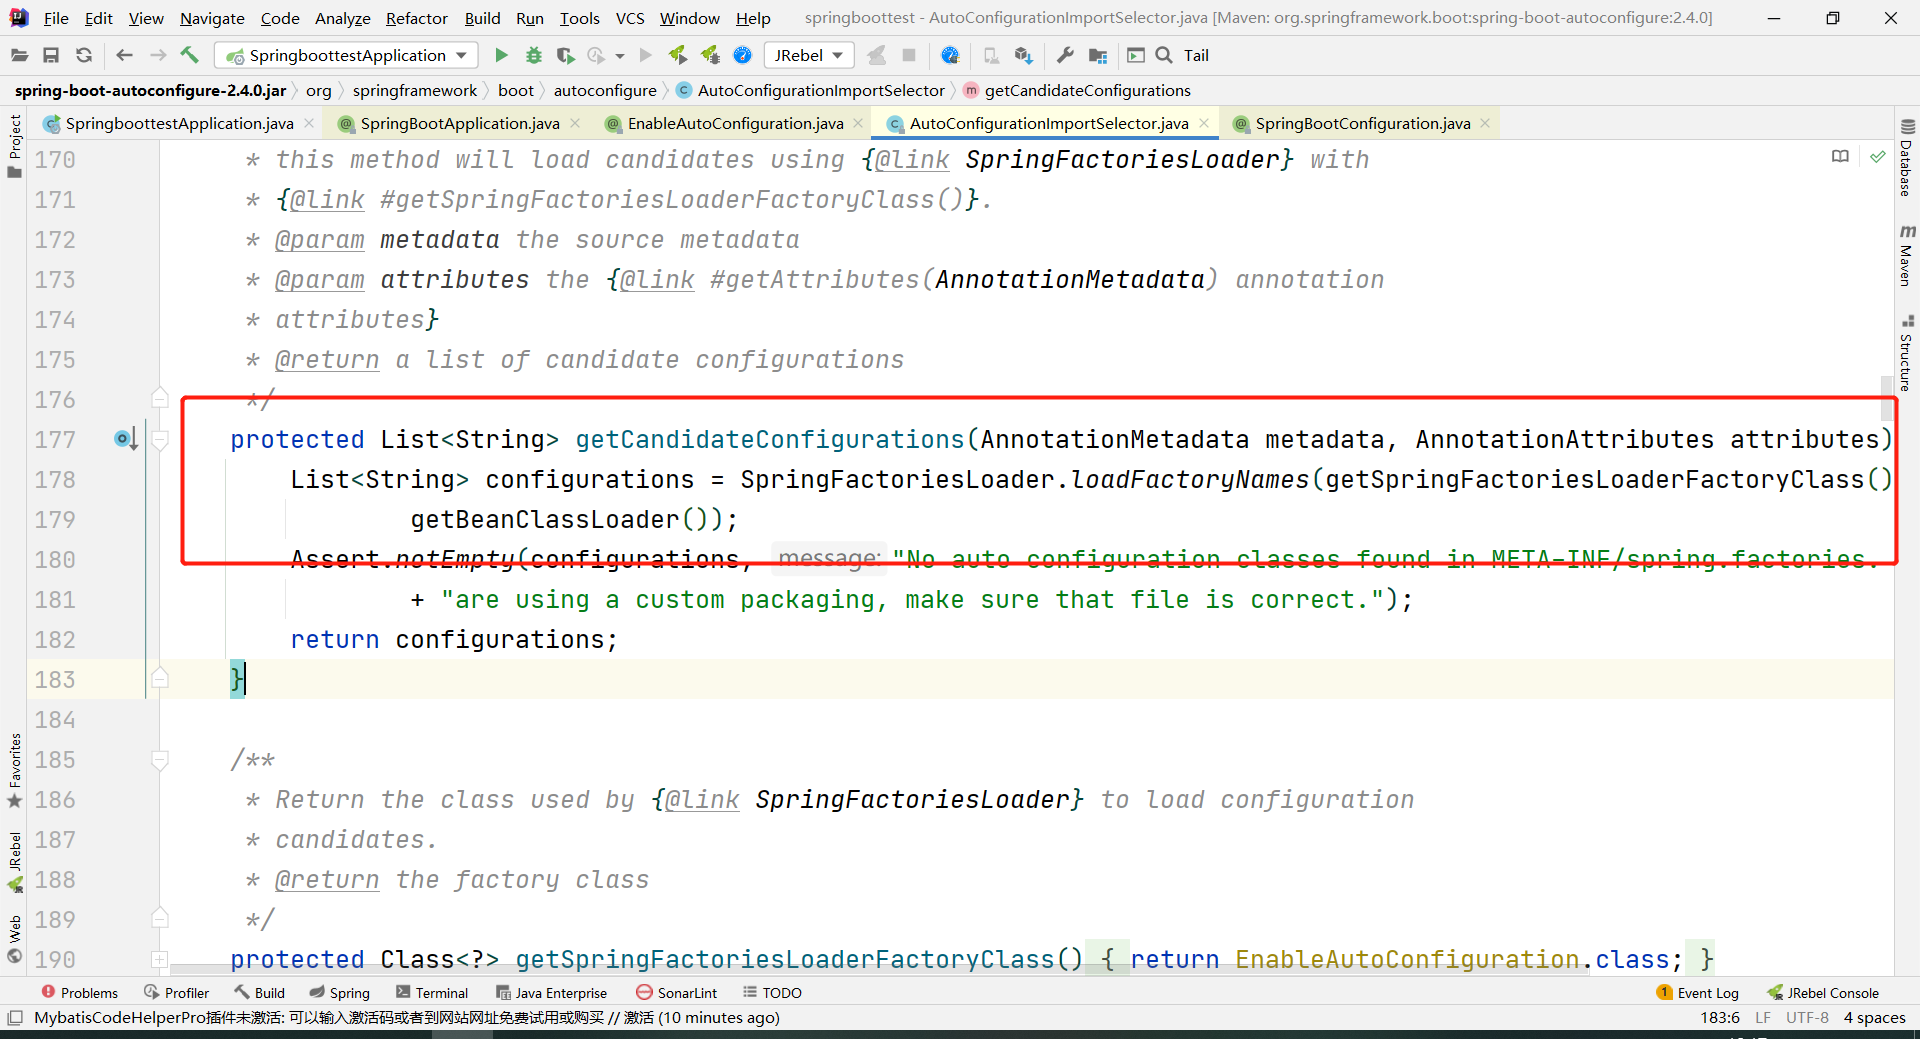 File Edit View Navigate Code Analyze Refactor Build Run Tools VCS Window Help springboottest - AutoConfigurationImportSelector.java [Maven: org.springframework.boot:spring-boot-autoconfigure:2.4.0]
SpringboottestApplication JRebel Tail
spring-boot-autoconfigure-2.4.0.jar org springframework boot autoconfigure AutoConfigurationImportSelector getCandidateConfigurations
SpringboottestApplication.java SpringBootApplication.java EnableAutoConfiguration.java AutoConfigurationImportSelector.java SpringBootConfiguration.java
Project
Favorites
JRebel
Web
Database
Maven
Structure
170 * this method will load candidates using {@link SpringFactoriesLoader} with
171 * {@link #getSpringFactoriesLoaderFactoryClass()}.
172 * @param metadata the source metadata
173 * @param attributes the {@link #getAttributes(AnnotationMetadata) annotation
174 * attributes}
175 * @return a list of candidate configurations
176 */
177 protected List<String> getCandidateConfigurations(AnnotationMetadata metadata, AnnotationAttributes attributes)
178 List<String> configurations = SpringFactoriesLoader.loadFactoryNames(getSpringFactoriesLoaderFactoryClass()
179 getBeanClassLoader());
180 Assert.notEmpty(configurations, message: "No auto configuration classes found in META-INF/spring.factories.
181 + "are using a custom packaging, make sure that file is correct.");
182 return configurations;
183 }
184
185 /**
186 * Return the class used by {@link SpringFactoriesLoader} to load configuration
187 * candidates.
188 * @return the factory class
189 */
190 protected Class<?> getSpringFactoriesLoaderFactoryClass() { return EnableAutoConfiguration.class; }
Problems Profiler Build Spring Terminal Java Enterprise SonarLint TODO 1 Event Log JRebel Console
MybatisCodeHelperPro插件未激活: 可以输入激活码或者到网站网址免费试用或购买 // 激活 (10 minutes ago) 183:6 LF UTF-8 4 spaces